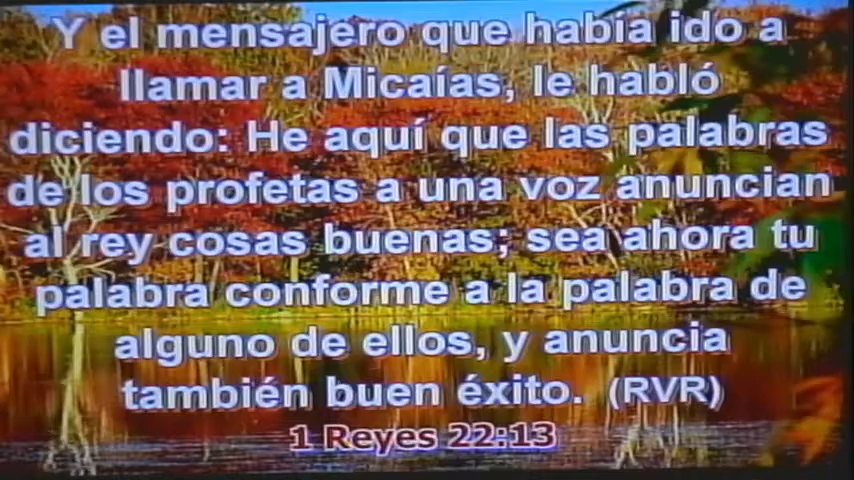 Y el mensajero que había ido a
llamar a Micaías, le habló
diciendo: He aquí que las palabras
de los profetas a una voz anuncian
al rey cosas buenas; sea ahora tu
palabra conforme a la palabra de
alguno de ellos, y anuncia
también buen éxito. (RVR)
1 Reyes 22:13